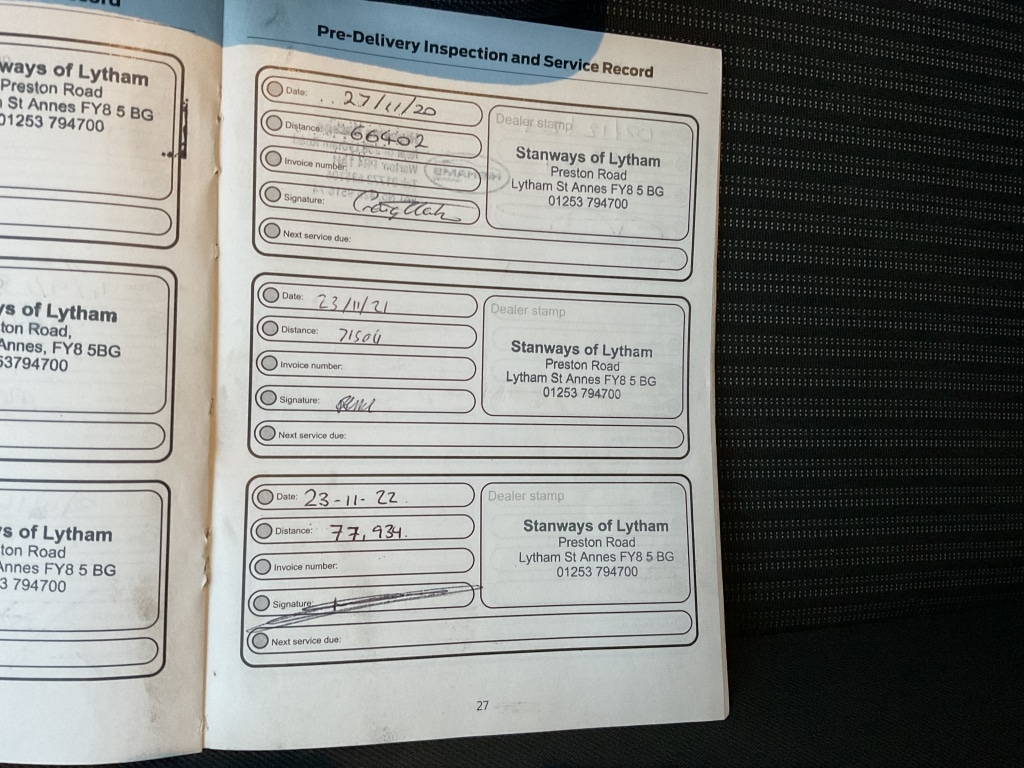 ways of Lytham
Preston Road
St Annes FY8 5 BG
01253 794700
ys of Lytham
ton Road,
Annes, FY8 5BG
53794700
s of Lytham
ton Road
Annes FY8 5 BG
3 794700
Pre-Delivery Inspection and Service Record
Date: 27/11/20
Distance: 66402
Invoice number:
Signature:
Next service due:
Dealer stamp
Stanways of Lytham
Preston Road
Lytham St Annes FY8 5 BG
01253 794700
Date: 23/11/21
Distance: 71504
Invoice number:
Signature:
Next service due:
Dealer stamp
Stanways of Lytham
Preston Road
Lytham St Annes FY8 5 BG
01253 794700
Date: 23-11-22
Distance: 77,934.
Invoice number:
Signature:
Next service due:
Dealer stamp
Stanways of Lytham
Preston Road
Lytham St Annes FY8 5 BG
01253 794700
27